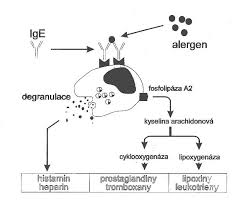 IgE
alergen
fosfolipáza A2
degranulace
kyselina arachidonová
cyklooxygenáza
lipoxygenáza
histamin
heparin
prostaglandiny
tromboxany
lipoxiny
leukotrieny